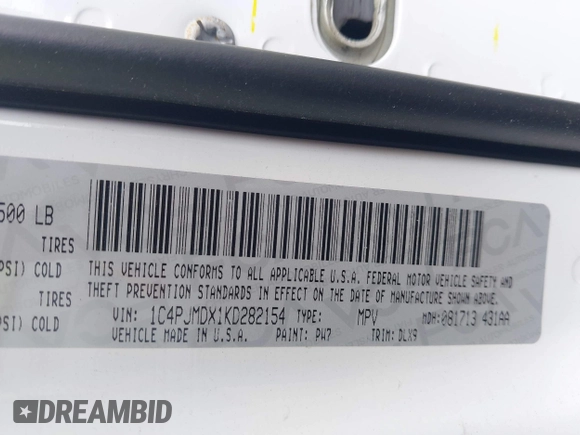 500 LB
TIRES
PSI) COLD
TIRES
(PSI) COLD
THIS VEHICLE CONFORMS TO ALL APPLICABLE U.S.A. FEDERAL MOTOR VEHICLE SAFETY AND
THEFT PREVENTION STANDARDS IN EFFECT ON THE DATE OF MANUFACTURE SHOWN ABOVE.
VIN: 1C4PJMDX1KD282154 TYPE: MPV MDH:081713 431AA
VEHICLE MADE IN U.S.A. PAINT: PW7 TRIM: DLX9
DREAMBID